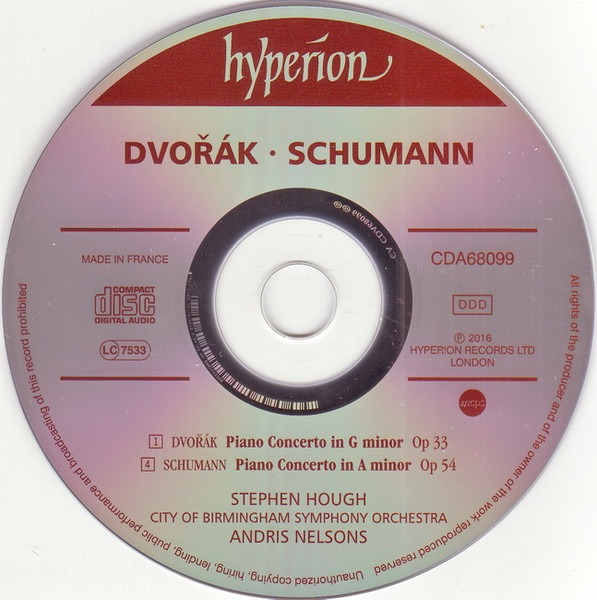 hyperion
DVOŘÁK · SCHUMANN
MADE IN FRANCE
CDA68099
COMPACT
disc
DIGITAL AUDIO
DDD
LC 7533
℗ 2016
HYPERION RECORDS LTD
LONDON
mcps
1 DVOŘÁK Piano Concerto in G minor Op 33
4 SCHUMANN Piano Concerto in A minor Op 54
STEPHEN HOUGH
CITY OF BIRMINGHAM SYMPHONY ORCHESTRA
ANDRIS NELSONS
All rights of the producer and of the owner of the work reproduced reserved. Unauthorized copying, hiring, lending, public performance and broadcasting of this record prohibited